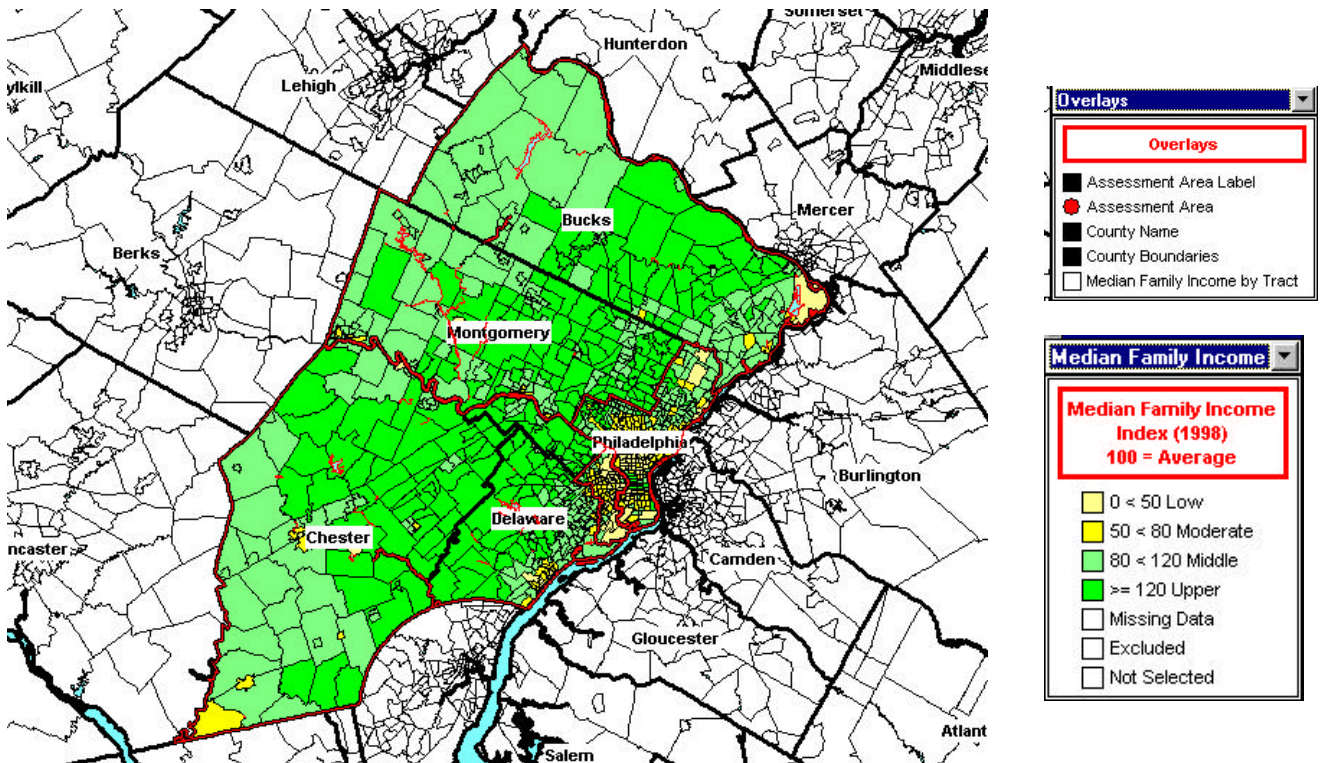 Somerset
Hunterdon
Lehigh
Middlese
ylkill
Mercer
Bucks
Berks
Montgomery
Philadelphia
Burlington
Delaware
Chester
ncaster
Camden
Gloucester
Atlant
Salem
Overlays
Overlays
Assessment Area Label
Assessment Area
County Name
County Boundaries
Median Family Income by Tract
Median Family Income
Median Family Income
Index (1998)
100 = Average
0 < 50 Low
50 < 80 Moderate
80 < 120 Middle
>= 120 Upper
Missing Data
Excluded
Not Selected